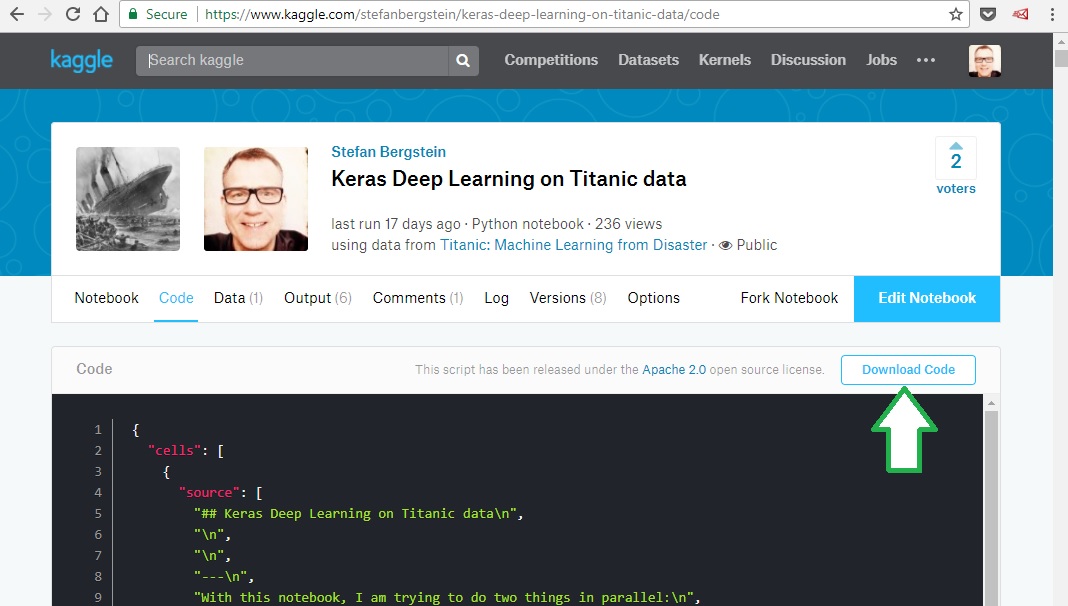 Secure https://www.kaggle.com/stefanbergstein/keras-deep-learning-on-titanic-data/code
kaggle Search kaggle Competitions Datasets Kernels Discussion Jobs •••
Stefan Bergstein
Keras Deep Learning on Titanic data
2
voters
last run 17 days ago · Python notebook · 236 views
using data from Titanic: Machine Learning from Disaster · Public
Notebook Code Data (1) Output (6) Comments (1) Log Versions (8) Options Fork Notebook Edit Notebook
Code This script has been released under the Apache 2.0 open source license. Download Code
1 {
2 "cells": [
3 {
4 "source": [
5 "## Keras Deep Learning on Titanic data\n",
6 "\n",
7 "\n",
8 "---\n",
9 "With this notebook, I am trying to do two things in parallel:\n",